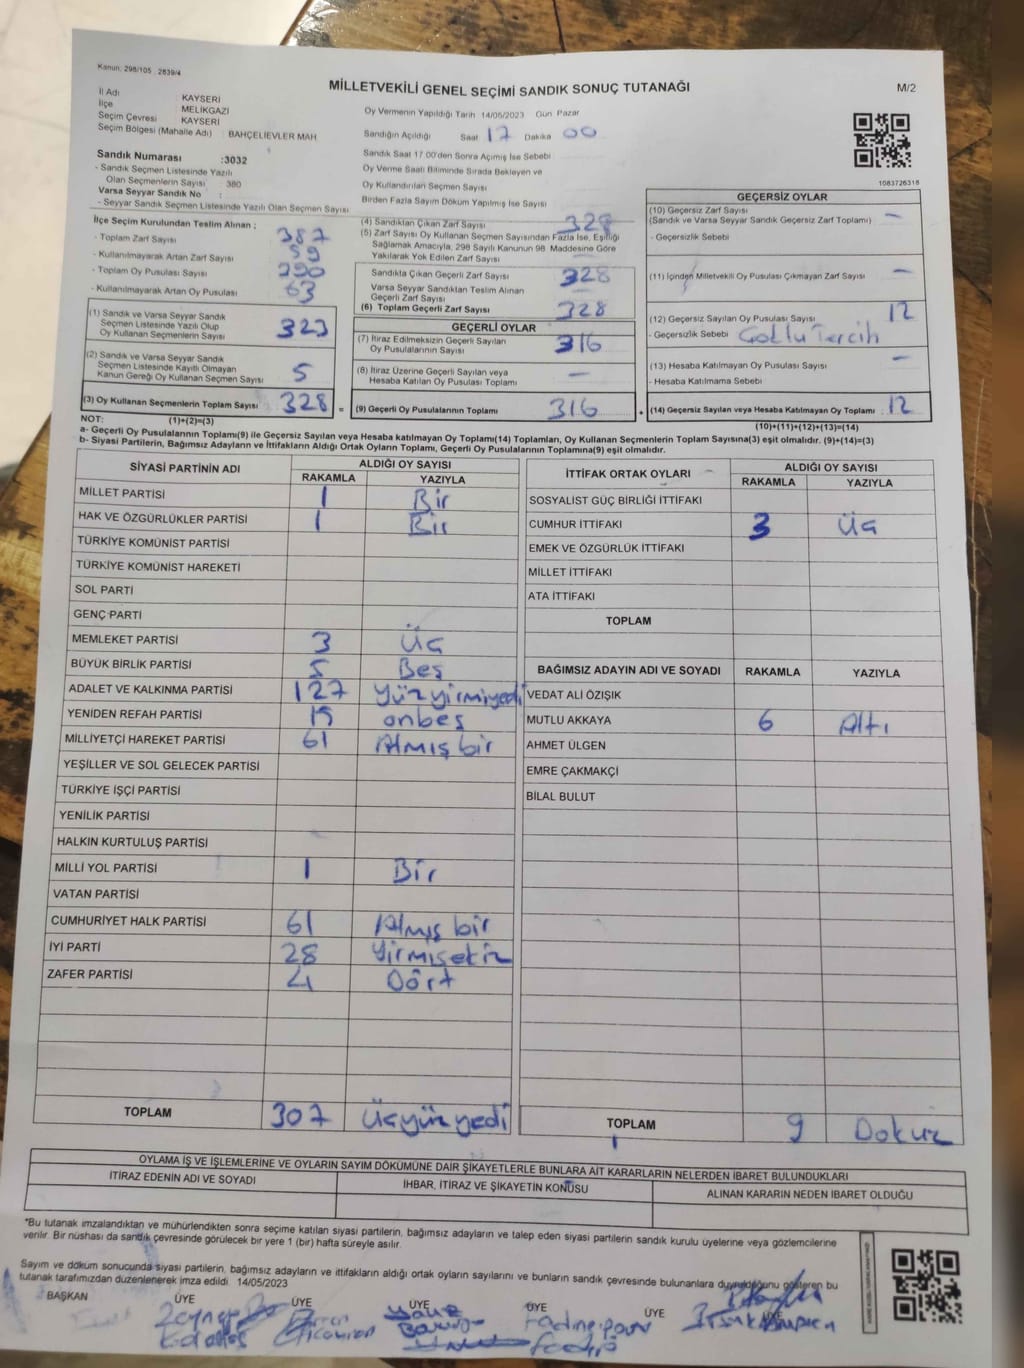 Kanun, 298/105 , 2839/4
MİLLETVEKİLİ GENEL SEÇİMİ SANDIK SONUÇ TUTANAĞI
M/2
İl Adı : KAYSERİ
İlçe : MELİKGAZİ
Seçim Çevresi : KAYSERİ
Seçim Bölgesi (Mahalle Adı) : BAHÇELİEVLER MAH
Oy Vermenin Yapıldığı Tarih 14/05/2023 Gün Pazar
Sandığın Açıldığı Saat 17 Dakika 00
Sandık Saat 17:00'den Sonra Açılmış İse Sebebi
Oy Verme Saati Bitiminde Sırada Bekleyen ve
Oy Kullandırılan Seçmen Sayısı
Birden Fazla Sayım Döküm Yapılmış İse Sayısı
1083726318
Sandık Numarası :3032
- Sandık Seçmen Listesinde Yazılı
Olan Seçmenlerin Sayısı : 380
Varsa Seyyar Sandık No :
- Seyyar Sandık Seçmen Listesinde Yazılı Olan Seçmen Sayısı
İlçe Seçim Kurulundan Teslim Alınan ;
- Toplam Zarf Sayısı 387
- Kullanılmayarak Artan Zarf Sayısı 59
- Toplam Oy Pusulası Sayısı
- Kullanılmayarak Artan Oy Pusulası 63
(1) Sandık ve Varsa Seyyar Sandık
Seçmen Listesinde Yazılı Olup
Oy Kullanan Seçmenlerin Sayısı 323
(2) Sandık ve Varsa Seyyar Sandık
Seçmen Listesinde Kayıtlı Olmayan
Kanun Gereği Oy Kullanan Seçmen Sayısı 5
(3) Oy Kullanan Seçmenlerin Toplam Sayısı 328 =
(1)+(2)=(3)
(4) Sandıktan Çıkan Zarf Sayısı 328
(5) Zarf Sayısı Oy Kullanan Seçmen Sayısından Fazla İse, Eşitliği
Sağlamak Amacıyla, 298 Sayılı Kanunun 98. Maddesine Göre
Yakılarak Yok Edilen Zarf Sayısı
Sandıkta Çıkan Geçerli Zarf Sayısı 328
Varsa Seyyar Sandıktan Teslim Alınan
Geçerli Zarf Sayısı
(6) Toplam Geçerli Zarf Sayısı 328
GEÇERLİ OYLAR
(7) İtiraz Edilmeksizin Geçerli Sayılan
Oy Pusulalarının Sayısı 316
(8) İtiraz Üzerine Geçerli Sayılan veya
Hesaba Katılan Oy Pusulası Toplamı —
(9) Geçerli Oy Pusulalarının Toplamı 316 +
GEÇERSİZ OYLAR
(10) Geçersiz Zarf Sayısı
(Sandık ve Varsa Seyyar Sandık Geçersiz Zarf Toplamı) —
- Geçersizlik Sebebi
(11) İçinden Milletvekili Oy Pusulası Çıkmayan Zarf Sayısı —
(12) Geçersiz Sayılan Oy Pusulası Sayısı 12
- Geçersizlik Sebebi Çoklu Tercih
(13) Hesaba Katılmayan Oy Pusulası Sayısı —
- Hesaba Katılmama Sebebi
(14) Geçersiz Sayılan veya Hesaba Katılmayan Oy Toplamı : 12
(10)+(11)+(12)+(13)=(14)
NOT:
a- Geçerli Oy Pusulalarının Toplamı(9) ile Geçersiz Sayılan veya Hesaba katılmayan Oy Toplamı(14) Toplamları, Oy Kullanan Seçmenlerin Toplam Sayısına(3) eşit olmalıdır. (9)+(14)=(3)
b- Siyasi Partilerin, Bağımsız Adayların ve İttifakların Aldığı Ortak Oyların Toplamı, Geçerli Oy Pusulalarının Toplamına(9) eşit olmalıdır.
SİYASİ PARTİNİN ADI ALDIĞI OY SAYISI
RAKAMLA YAZIYLA
MİLLET PARTİSİ 1 Bir
HAK VE ÖZGÜRLÜKLER PARTİSİ 1 Bir
TÜRKİYE KOMÜNİST PARTİSİ
TÜRKİYE KOMÜNİST HAREKETİ
SOL PARTİ
GENÇ PARTİ
MEMLEKET PARTİSİ 3 Üç
BÜYÜK BİRLİK PARTİSİ 5 Beş
ADALET VE KALKINMA PARTİSİ 127 Yüzyirmiyedi
YENİDEN REFAH PARTİSİ 15 onbeş
MİLLİYETÇİ HAREKET PARTİSİ 61 Atmış bir
YEŞİLLER VE SOL GELECEK PARTİSİ
TÜRKİYE İŞÇİ PARTİSİ
YENİLİK PARTİSİ
HALKIN KURTULUŞ PARTİSİ
MİLLİ YOL PARTİSİ 1 Bir
VATAN PARTİSİ
CUMHURİYET HALK PARTİSİ 61 Atmış bir
İYİ PARTİ 28 Yirmisekiz
ZAFER PARTİSİ 4 Dört
TOPLAM 307 Üçyüzyedi
İTTİFAK ORTAK OYLARI ALDIĞI OY SAYISI
RAKAMLA YAZIYLA
SOSYALİST GÜÇ BİRLİĞİ İTTİFAKI
CUMHUR İTTİFAKI 3 Üç
EMEK VE ÖZGÜRLÜK İTTİFAKI
MİLLET İTTİFAKI
ATA İTTİFAKI
TOPLAM
BAĞIMSIZ ADAYIN ADI VE SOYADI RAKAMLA YAZIYLA
VEDAT ALİ ÖZIŞIK
MUTLU AKKAYA 6 Altı
AHMET ÜLGEN
EMRE ÇAKMAKÇİ
BİLAL BULUT
TOPLAM 9 Dokuz
OYLAMA İŞ VE İŞLEMLERİNE VE OYLARIN SAYIM DÖKÜMÜNE DAİR ŞİKAYETLERLE BUNLARA AİT KARARLARIN NELERDEN İBARET BULUNDUKLARI
İTİRAZ EDENİN ADI VE SOYADI İHBAR, İTİRAZ VE ŞİKAYETİN KONUSU ALINAN KARARIN NEDEN İBARET OLDUĞU
*Bu tutanak imzalandıktan ve mühürlendikten sonra seçime katılan siyasi partilerin, bağımsız adayların ve talep eden siyasi partilerin sandık kurulu üyelerine veya gözlemcilerine
verilir. Bir nüshası da sandık çevresinde görülecek bir yere 1 (bir) hafta süreyle asılır.
Sayım ve döküm sonucunda siyasi partilerin, bağımsız adayların ve ittifakların aldığı ortak oyların sayılarını ve bunların sandık çevresinde bulunanlara duyrulduğunu gösteren bu
tutanak tarafımızdan düzenlenerek imza edildi. 14/05/2023
BAŞKAN ÜYE ÜYE ÜYE ÜYE ÜYE ÜYE